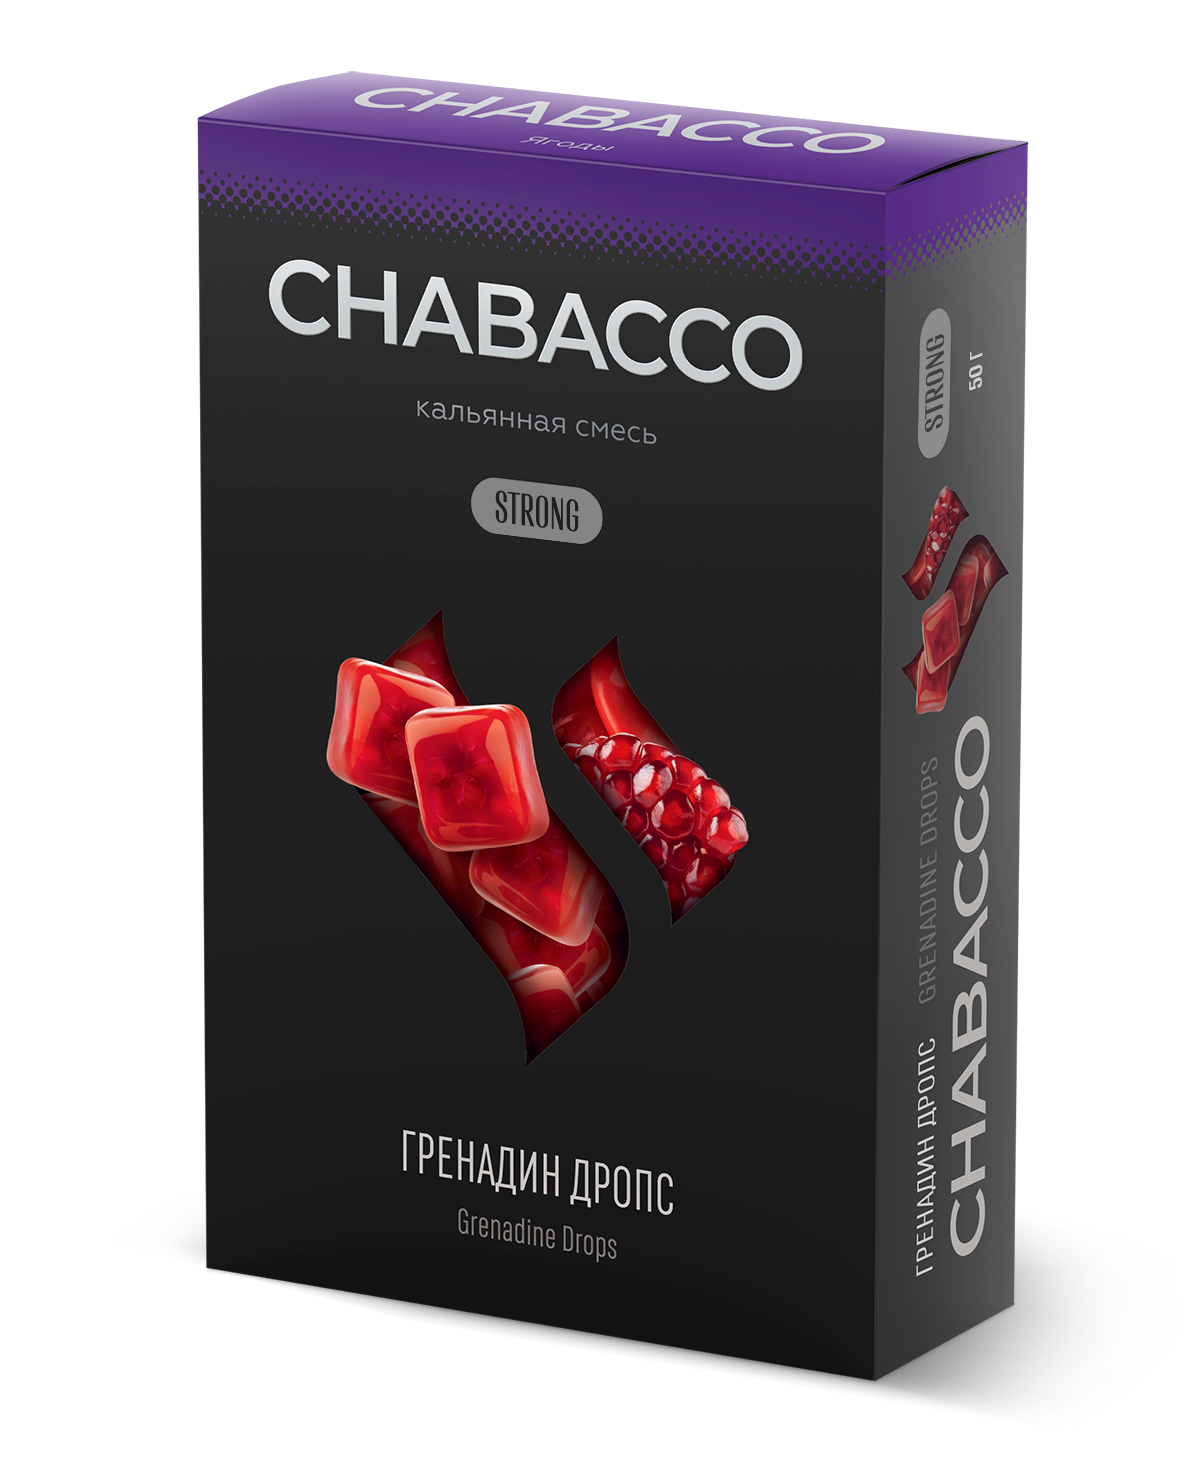 CHABACCO
Ягоды
CHABACCO
кальянная смесь
STRONG
ГРЕНАДИН ДРОПС
Grenadine Drops
STRONG
50 г
ГРЕНАДИН ДРОПС GRENADINE DROPS
CHABACCO